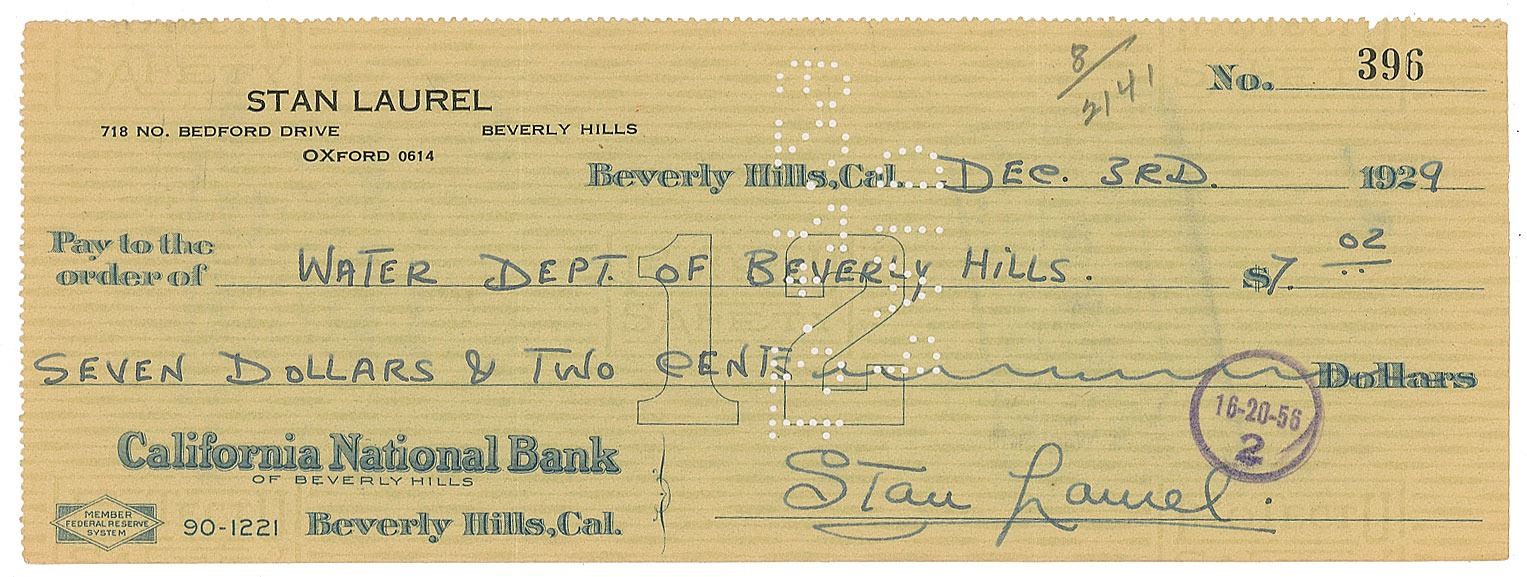 8/2141
No. 396
STAN LAUREL
718 NO. BEDFORD DRIVE BEVERLY HILLS
OXFORD 0614
Beverly Hills, Cal. DEC. 3RD. 1929
Pay to the
order of WATER DEPT. OF BEVERLY HILLS. $7. 02
12
SEVEN DOLLARS & TWO CENTS Dollars
16-20-56
2
California National Bank
OF BEVERLY HILLS
Stan Laurel.
MEMBER
FEDERAL RESERVE
SYSTEM
90-1221 Beverly Hills, Cal.